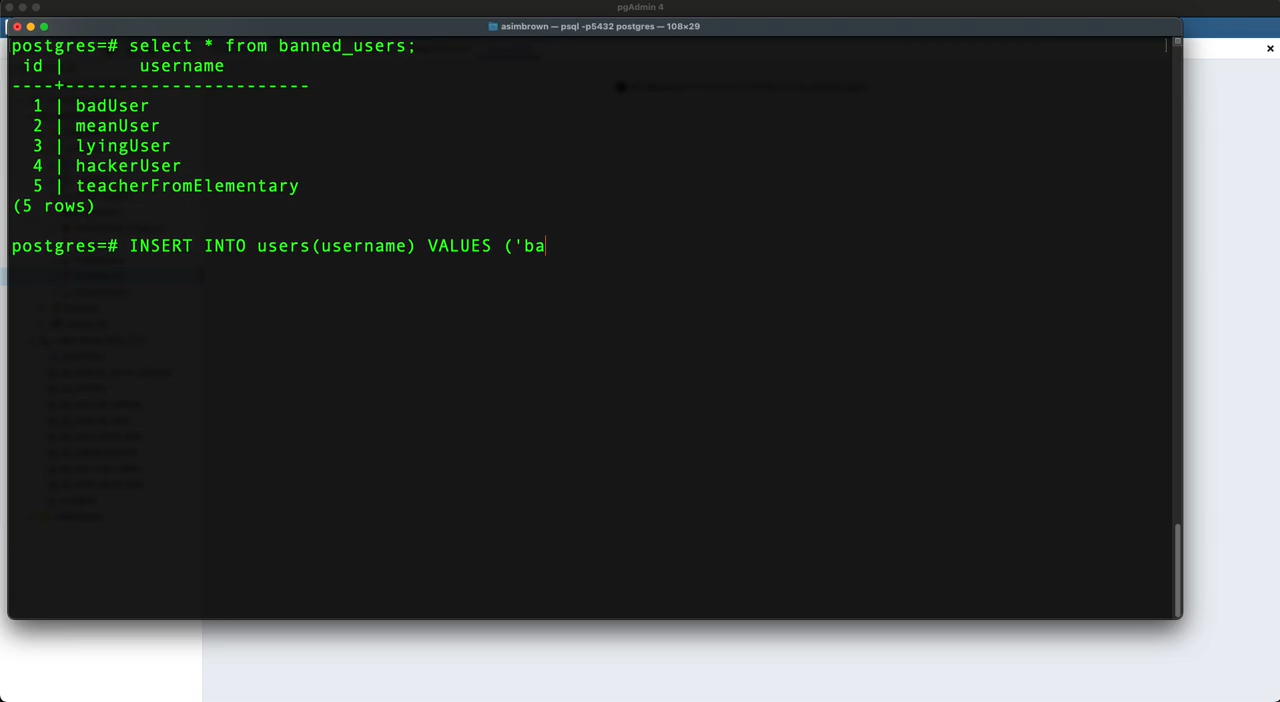 pgAdmin 4
asimbrown — psql -p5432 postgres — 108×29
postgres=# select * from banned_users;
 id |       username
----+-----------------------
  1 | badUser
  2 | meanUser
  3 | lyingUser
  4 | hackerUser
  5 | teacherFromElementary
(5 rows)
postgres=# INSERT INTO users(username) VALUES ('ba